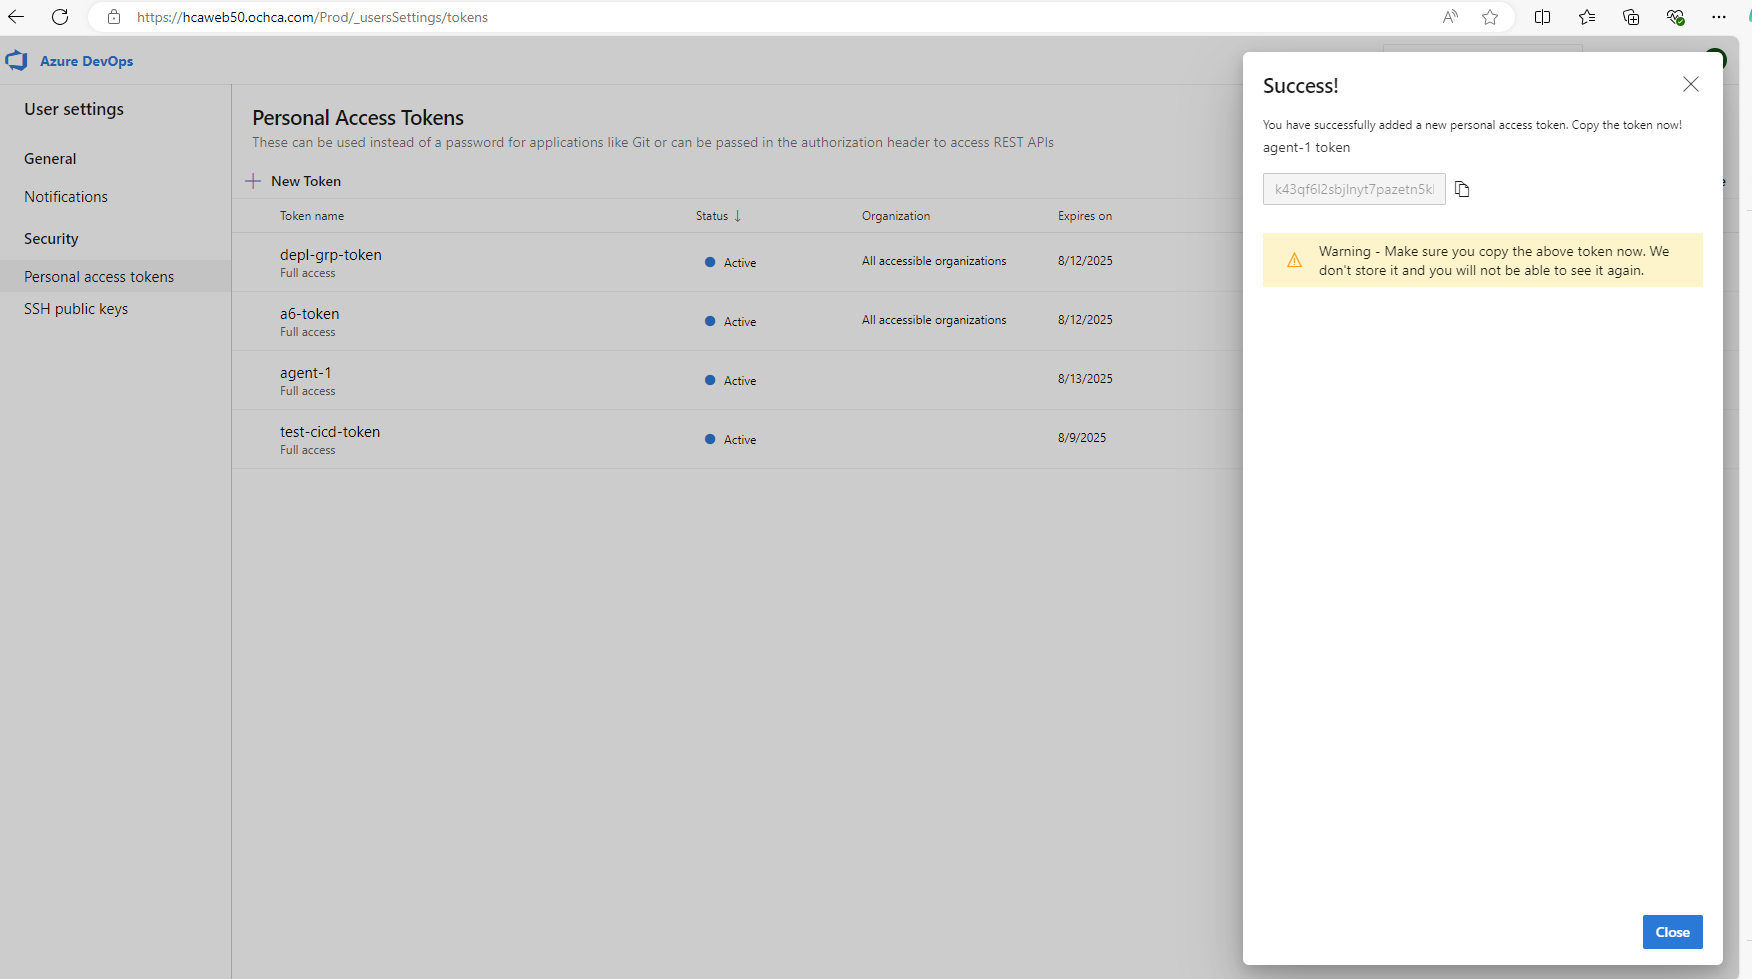 https://hcaweb50.ochca.com/Prod/_usersSettings/tokens
Azure DevOps
User settings
General
Notifications
Security
Personal access tokens
SSH public keys
Personal Access Tokens
These can be used instead of a password for applications like Git or can be passed in the authorization header to access REST APIs
New Token
Token name Status ↓ Organization Expires on
depl-grp-token
Full access
Active All accessible organizations 8/12/2025
a6-token
Full access
Active All accessible organizations 8/12/2025
agent-1
Full access
Active 8/13/2025
test-cicd-token
Full access
Active 8/9/2025
Success!
You have successfully added a new personal access token. Copy the token now!
agent-1 token
Warning - Make sure you copy the above token now. We
don't store it and you will not be able to see it again.
Close